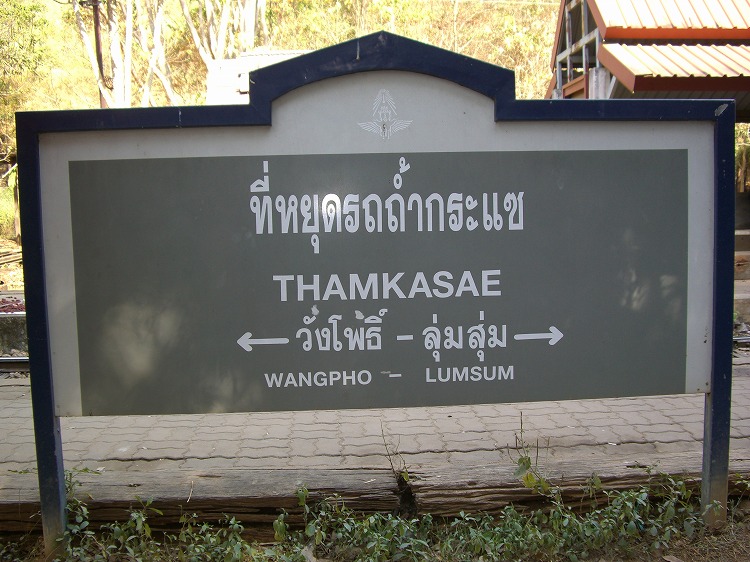 ที่หยุดรถถ้ำกระแซ
THAMKASAE
← วังโพธิ์ - ลุ่มสุ่ม →
WANGPHO - LUMSUM